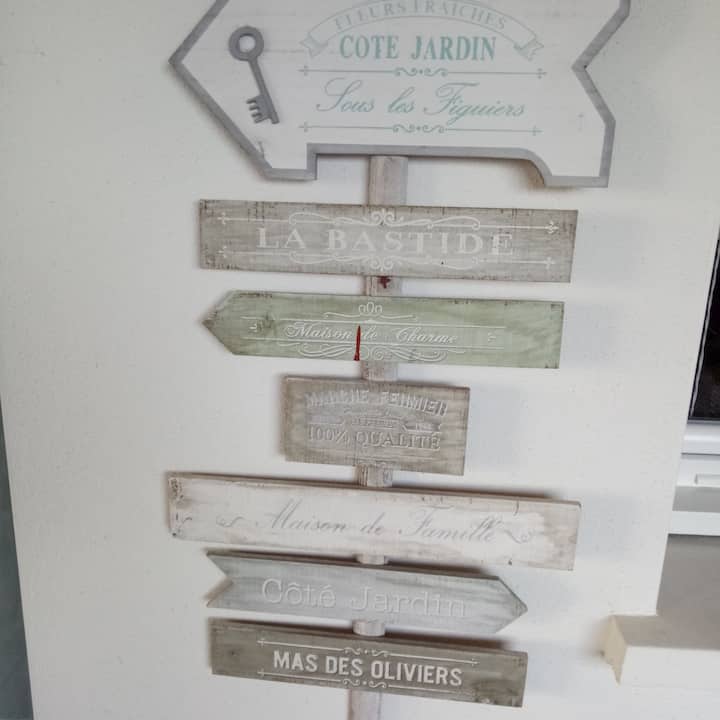 FLEURS FRAICHES
COTE JARDIN
Sous les Figuiers
LA BASTIDE
Maison de Charme
MARCHE FERMIER
100% QUALITÉ
Maison de Famille
Côté Jardin
MAS DES OLIVIERS